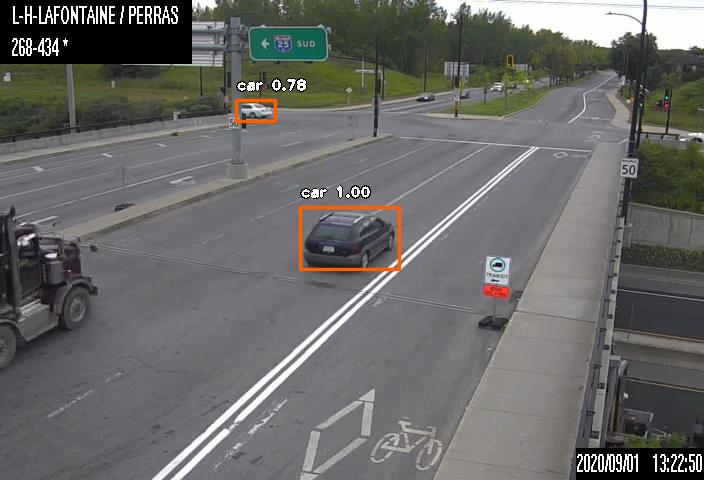 L-H-LAFONTAINE / PERRAS
268-434 *
25 SUD
car 0.78
50
car 1.00
TRANSIT
2020/09/01 13:22:50